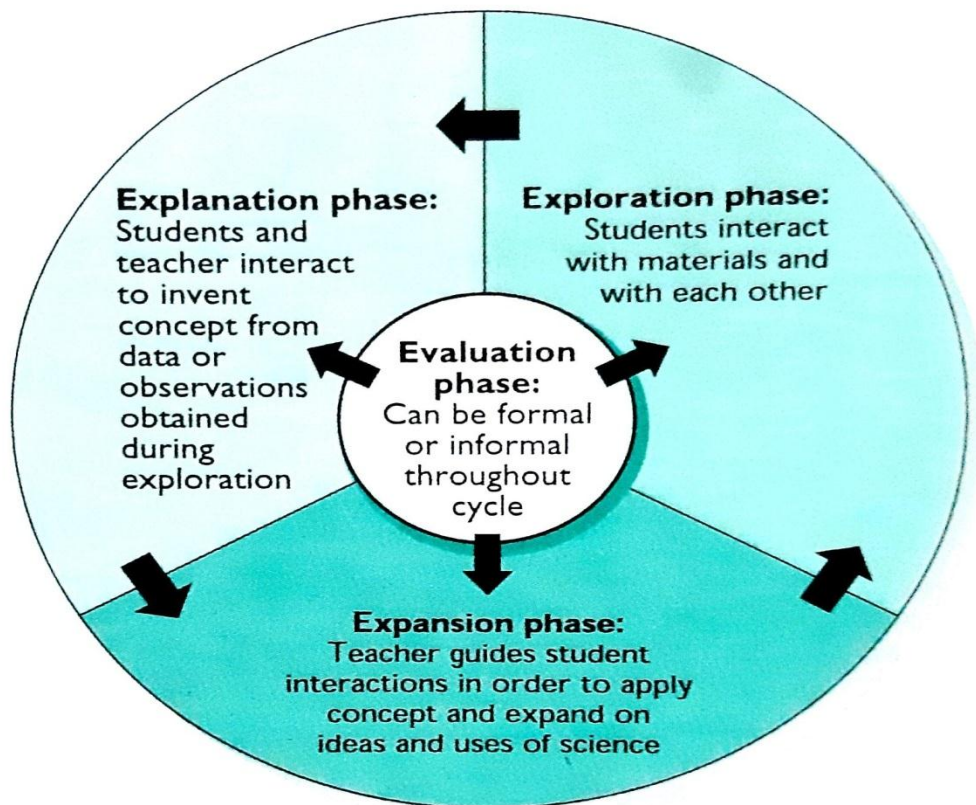 Explanation phase:
Students and
teacher interact
to invent
concept from
data or
observations
obtained
during
exploration
Exploration phase:
Students interact
with materials and
with each other
Evaluation
phase:
Can be formal
or informal
throughout
cycle
Expansion phase:
Teacher guides student
interactions in order to apply
concept and expand on
ideas and uses of science